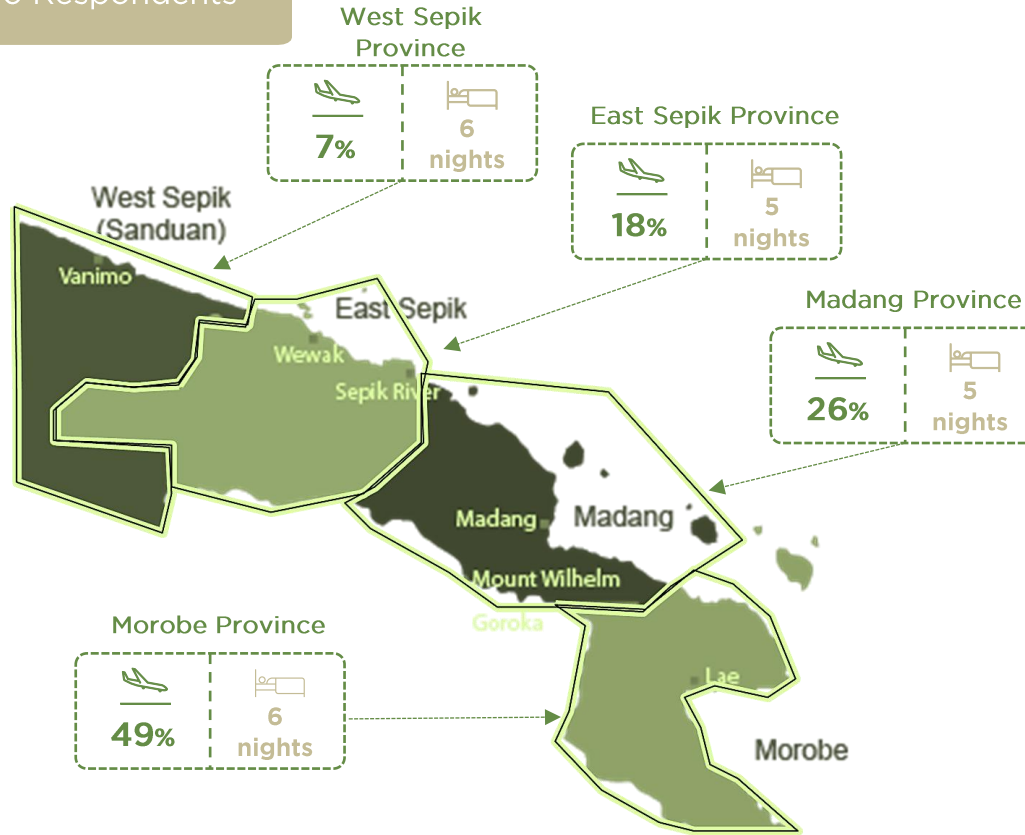 Respondents
West Sepik
Province
7%
6
nights
East Sepik Province
18%
5
nights
West Sepik
(Sanduan)
Vanimo
East Sepik
Wewak
Sepik River
Madang Province
26%
5
nights
Madang
Madang
Mount Wilhelm
Goroka
Morobe Province
49%
6
nights
Lae
Morobe